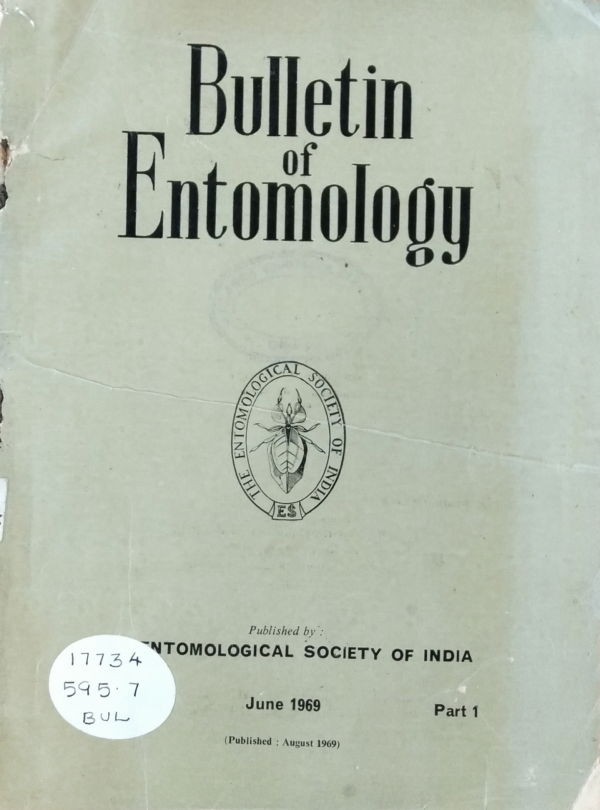 Bulletin
of
Entomology
THE ENTOMOLOGICAL SOCIETY OF INDIA
ES
Published by :
ENTOMOLOGICAL SOCIETY OF INDIA
17734
595.7
BUL
June 1969
Part 1
(Published : August 1969)